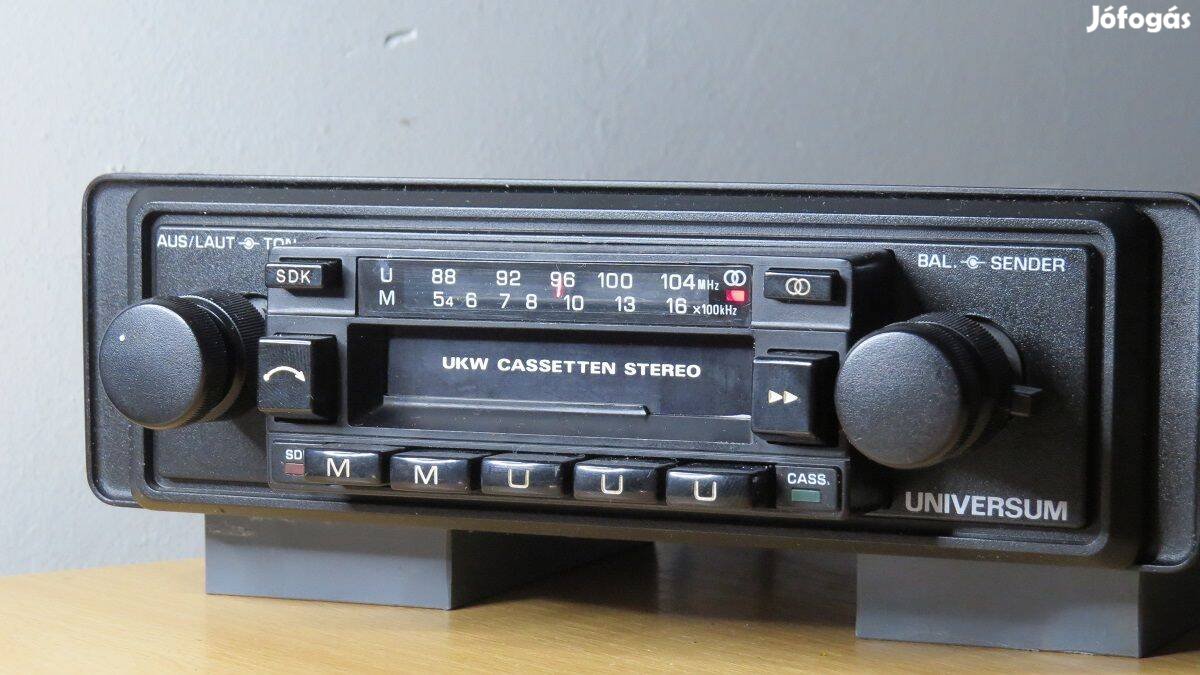 Jófogás
AUS/LAUT TON
BAL. SENDER
SDK
U 88 92 96 100 104 MHz
M 54 6 7 8 10 13 16 x100kHz
UKW CASSETTEN STEREO
M M U U U
CASS.
UNIVERSUM